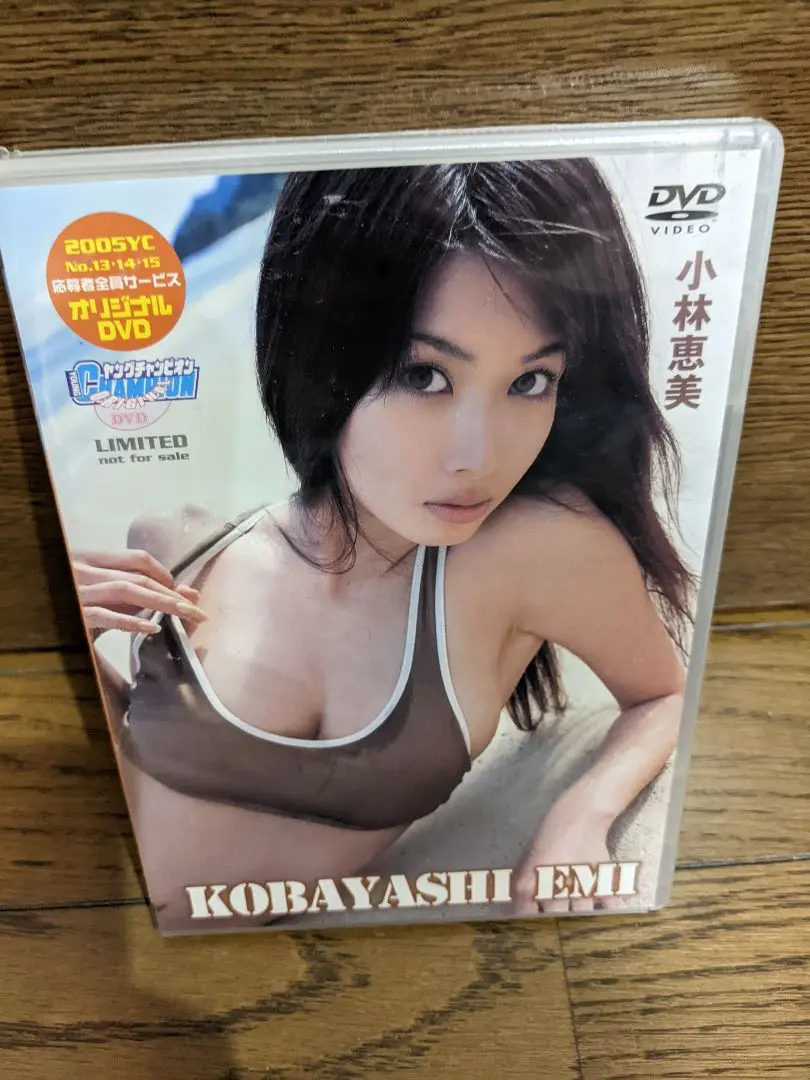 2005YC
No.13・14・15
応募者全員サービス
オリジナル
DVD
ヤングチャンピオン
YOUNG
CHAMPION
DVD
LIMITED
not for sale
DVD
VIDEO
小林恵美
KOBAYASHI EMI